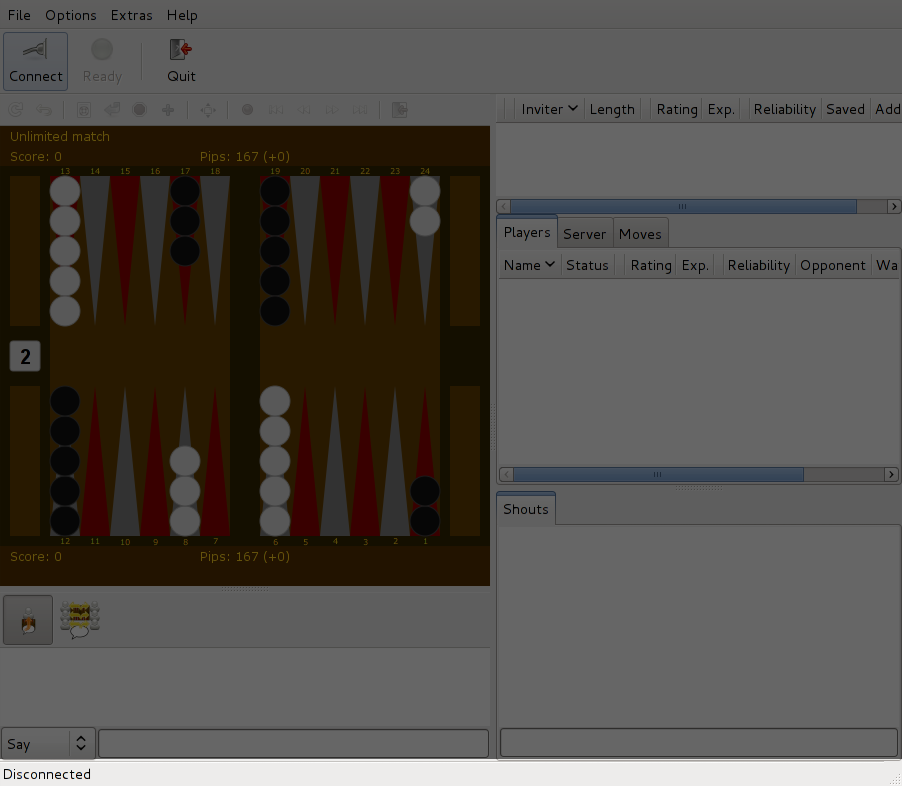 File Options Extras Help
Connect Ready Quit
Unlimited match
Score: 0 Pips: 167 (+0)
13 14 15 16 17 18 19 20 21 22 23 24
2
12 11 10 9 8 7 6 5 4 3 2 1
Score: 0 Pips: 167 (+0)
Say
Inviter Length Rating Exp. Reliability Saved Add
Players Server Moves
Name Status Rating Exp. Reliability Opponent Wa
Shouts
Disconnected